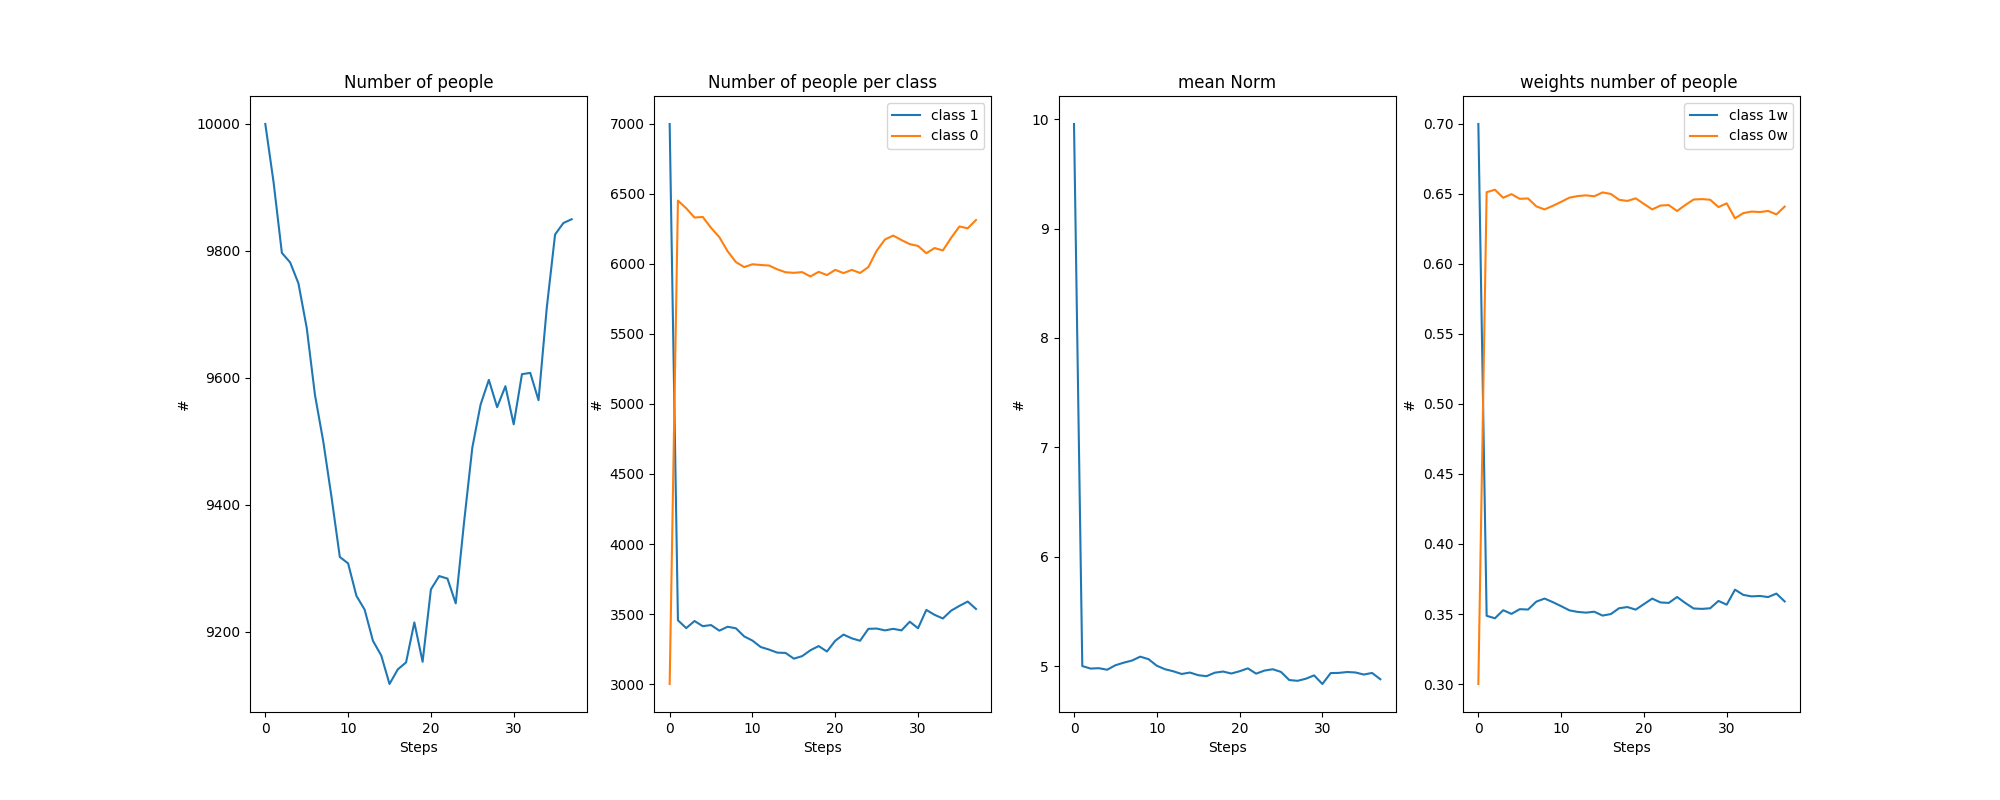 Number of people
10000
9800
9600
9400
9200
#
0 10 20 30
Steps
Number of people per class
class 1
class 0
7000
6500
6000
5500
5000
4500
4000
3500
3000
#
0 10 20 30
Steps
mean Norm
10
9
8
7
6
5
#
0 10 20 30
Steps
weights number of people
class 1w
class 0w
0.70
0.65
0.60
0.55
0.50
0.45
0.40
0.35
0.30
#
0 10 20 30
Steps